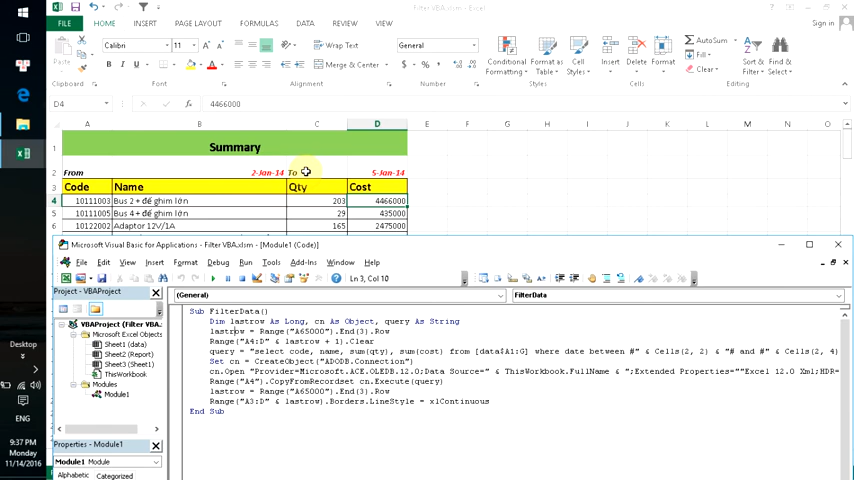 Filter VBA.xlsm - Excel
FILE HOME INSERT PAGE LAYOUT FORMULAS DATA REVIEW VIEW Sign in
Paste Calibri 11 Wrap Text General AutoSum
B I U Merge & Center $ % Conditional Formatting Format as Table Cell Styles Insert Delete Format Fill Clear Sort & Filter Find & Select
Clipboard Font Alignment Number Styles Cells Editing
D4 4466000
A B C D E F G H I J K L M N O
1 Summary
2 From 2-Jan-14 To 5-Jan-14
3 Code Name Qty Cost
4 10111003 Bus 2 + đế ghim lớn 203 4466000
5 10111005 Bus 4 + đế ghim lớn 29 435000
6 10122002 Adaptor 12V/1A 165 2475000
Microsoft Visual Basic for Applications - Filter VBA.xlsm - [Module1 (Code)]
File Edit View Insert Format Debug Run Tools Add-Ins Window Help
Ln 3, Col 10
Project - VBAProject
(General) FilterData
VBAProject (Filter VBA.
Microsoft Excel Objects
Sheet1 (data)
Sheet2 (Report)
Sheet3 (Sheet1)
ThisWorkbook
Modules
Module1
Sub FilterData()
Dim lastrow As Long, cn As Object, query As String
lastrow = Range("A65000").End(3).Row
Range("A4:D" & lastrow + 1).Clear
query = "select code, name, sum(qty), sum(cost) from [data$A1:G] where date between #" & Cells(2, 2) & "# and #" & Cells(2, 4)
Set cn = CreateObject("ADODB.Connection")
cn.Open "Provider=Microsoft.ACE.OLEDB.12.0;Data Source=" & ThisWorkbook.FullName & ";Extended Properties=""Excel 12.0 Xml;HDR=
Range("A4").CopyFromRecordset cn.Execute(query)
lastrow = Range("A65000").End(3).Row
Range("A3:D" & lastrow).Borders.LineStyle = xlContinuous
End Sub
Properties - Module1
Module1 Module
Alphabetic Categorized
Desktop
ENG
9:37 PM
11/14/2016